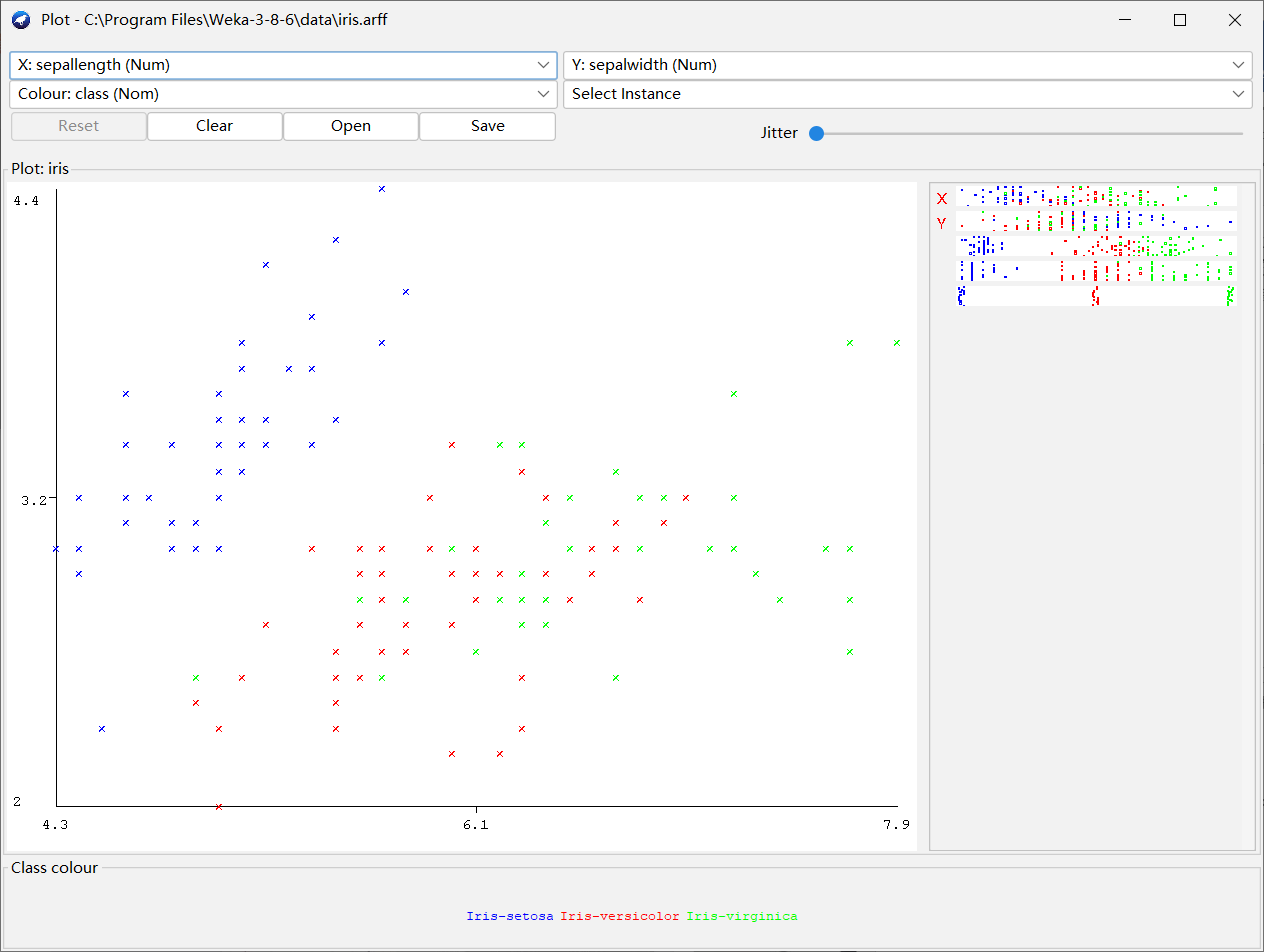 Plot - C:\Program Files\Weka-3-8-6\data\iris.arff
X: sepallength (Num) Y: sepalwidth (Num)
Colour: class (Nom) Select Instance
Reset Clear Open Save Jitter
Plot: iris
4.4
X
Y
3.2
2
4.3 6.1 7.9
Class colour
Iris-setosa Iris-versicolor Iris-virginica